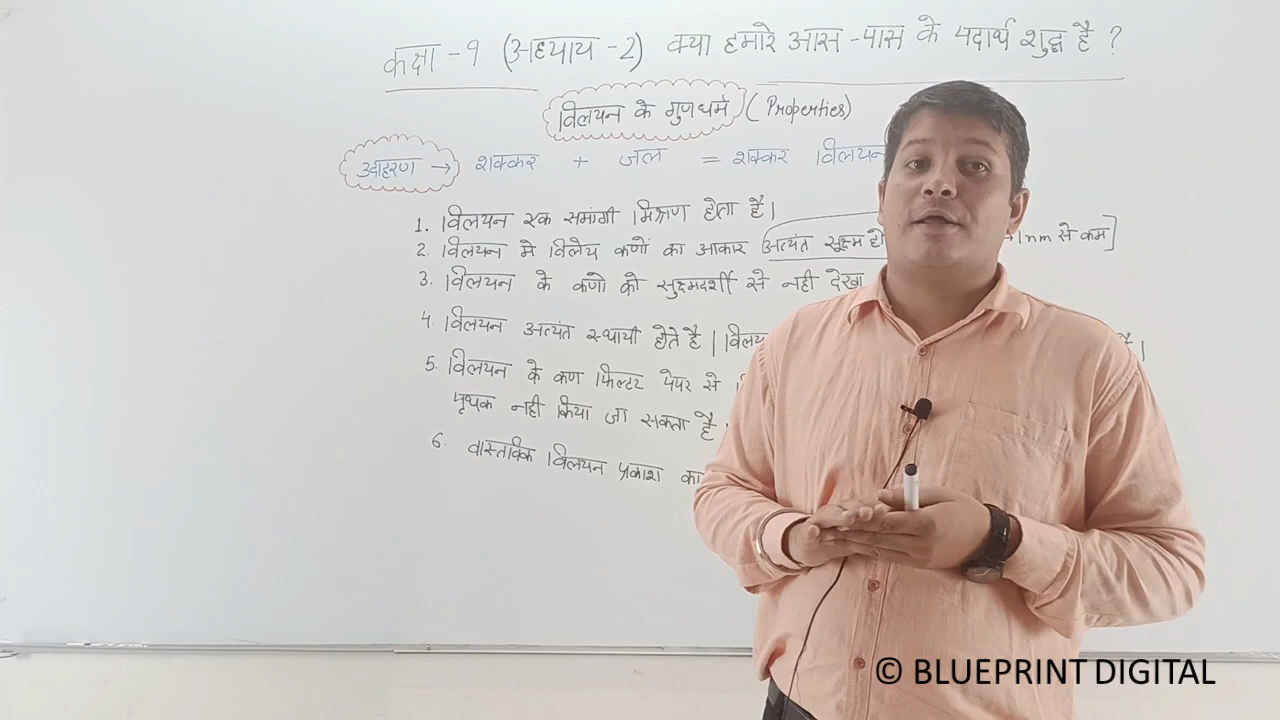 कक्षा - 9 (अध्याय - 2) क्या हमारे आस - पास के पदार्थ शुद्ध है ?
विलयन के गुणधर्म (Properties)
उदाहरण → शक्कर + जल = शक्कर विलयन
1. विलयन एक समांगी मिश्रण होता है।
2. विलयन मे विलेय कणो का आकार अत्यंत सूक्ष्म हो → 1 nm से कम]
3. विलयन के कणो को सूक्ष्मदर्शी से नही देखा
4. विलयन अत्यंत स्थायी होते है | है |
5. विलयन के कण फिल्टर पेपर से
पृथक नही किया जा सकता है।
6. वास्तविक विलयन प्रकाश का
© BLUEPRINT DIGITAL